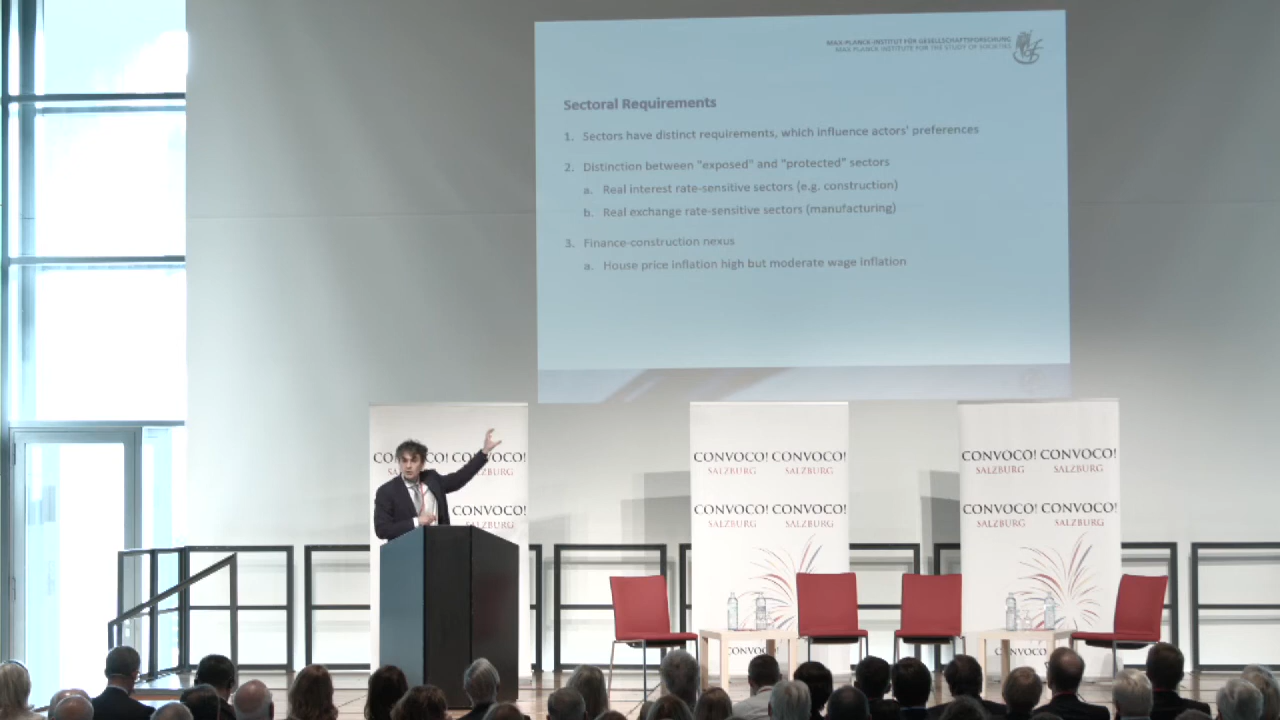 MAX-PLANCK-INSTITUT FÜR GESELLSCHAFTSFORSCHUNG
MAX PLANCK INSTITUTE FOR THE STUDY OF SOCIETIES
Sectoral Requirements
1. Sectors have distinct requirements, which influence actors' preferences
2. Distinction between "exposed" and "protected" sectors
a. Real interest rate-sensitive sectors (e.g. construction)
b. Real exchange rate-sensitive sectors (manufacturing)
3. Finance-construction nexus
a. House price inflation high but moderate wage inflation
CONVOCO! CONVOCO! CONVOCO! CONVOCO!
SALZBURG SALZBURG SALZBURG SALZBURG
CONVOCO! CONVOCO! CONVOCO! CONVOCO! CONVOCO!
SALZBURG SALZBURG SALZBURG SALZBURG SALZBURG
CONVOCO! CONVOCO